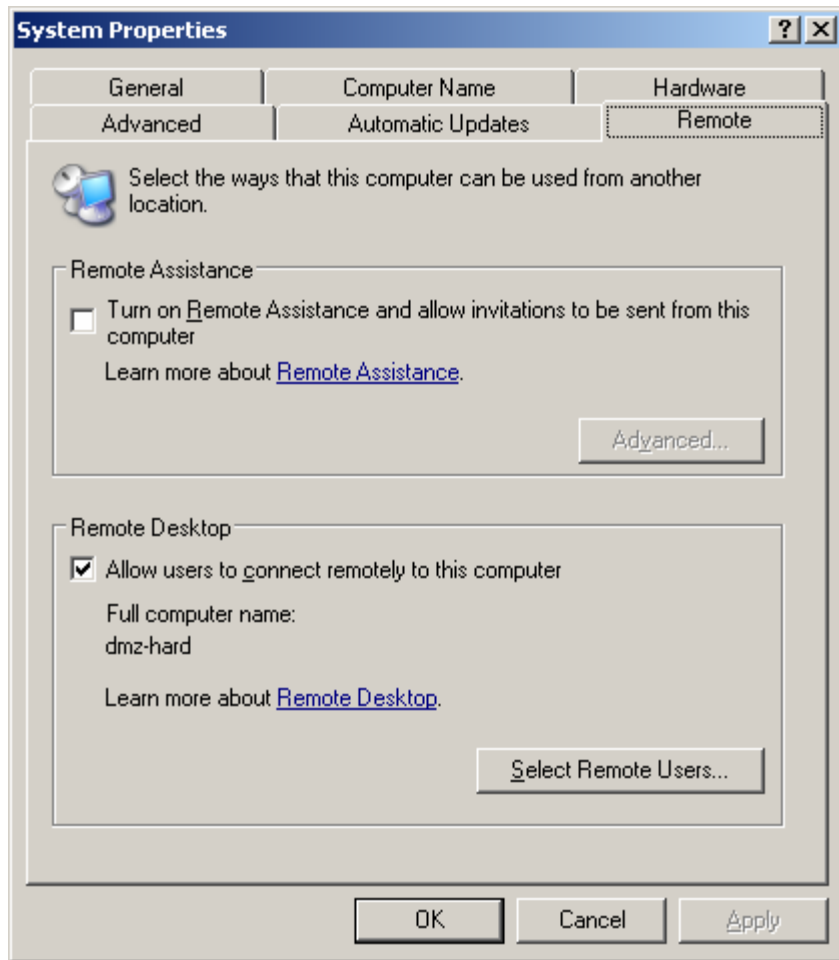 System Properties
General Computer Name Hardware
Advanced Automatic Updates Remote
Select the ways that this computer can be used from another
location.
Remote Assistance
Turn on Remote Assistance and allow invitations to be sent from this
computer
Learn more about Remote Assistance.
Advanced...
Remote Desktop
Allow users to connect remotely to this computer
Full computer name:
dmz-hard
Learn more about Remote Desktop.
Select Remote Users...
OK Cancel Apply